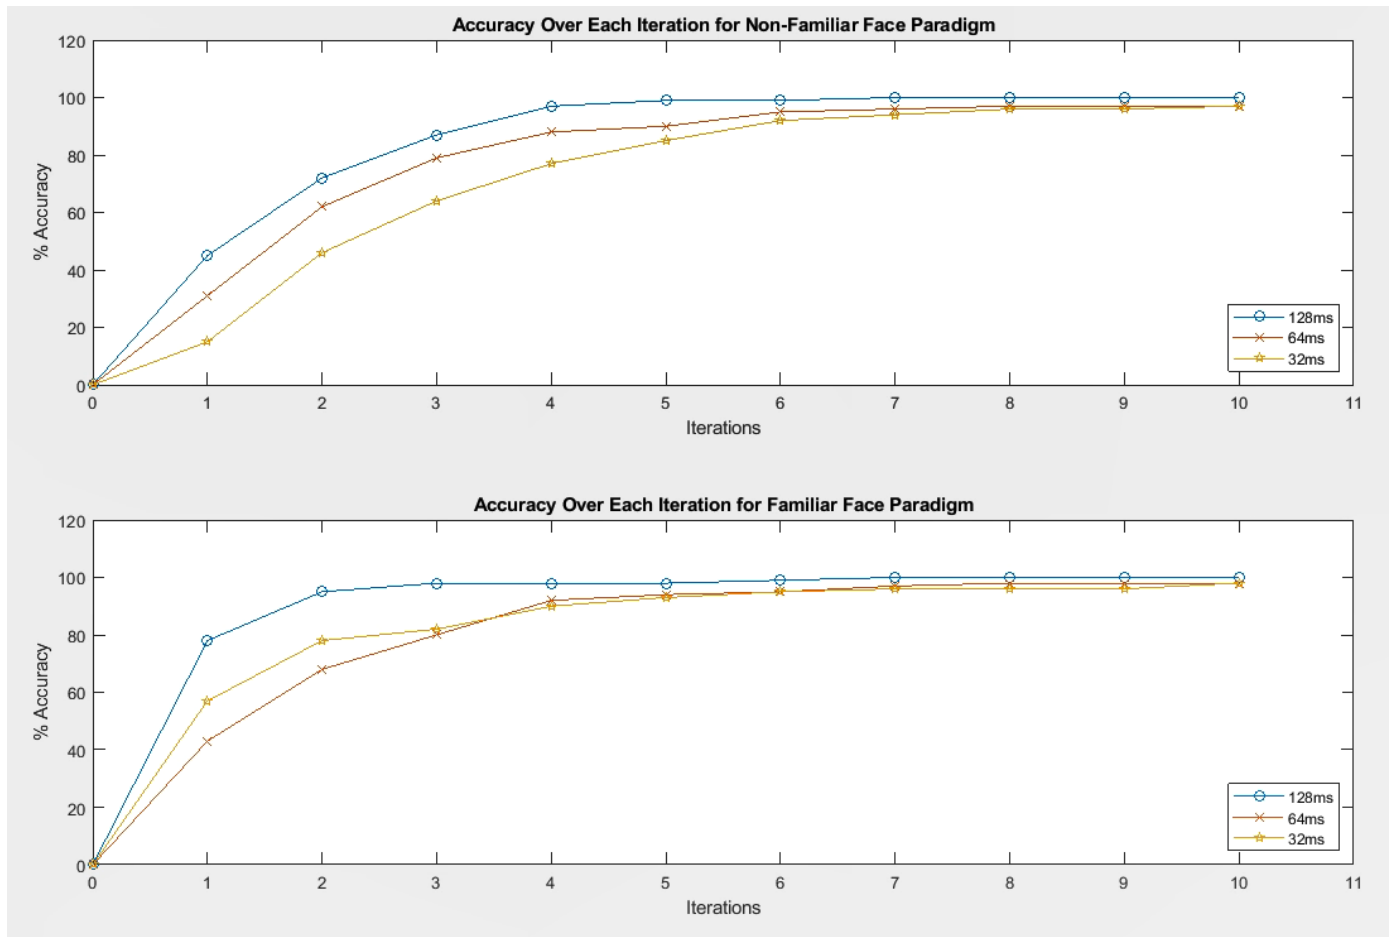 Accuracy Over Each Iteration for Non-Familiar Face Paradigm
120
100
80
60
40
20
0
% Accuracy
0 1 2 3 4 5 6 7 8 9 10 11
Iterations
128ms
64ms
32ms
Accuracy Over Each Iteration for Familiar Face Paradigm
120
100
80
60
40
20
0
% Accuracy
0 1 2 3 4 5 6 7 8 9 10 11
Iterations
128ms
64ms
32ms